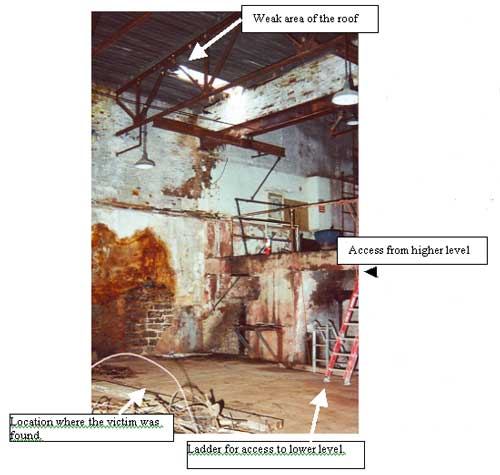 Weak area of the roof
Access from higher level
Location where the victim was
found.
Ladder for access to lower level.